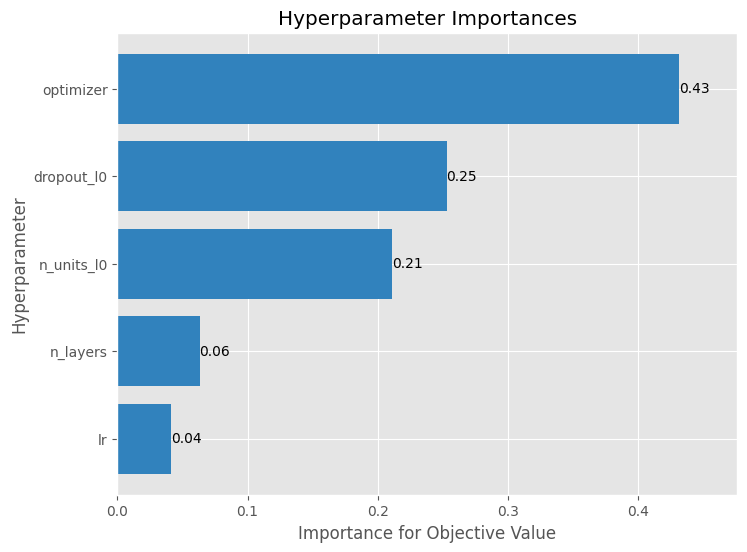 Hyperparameter Importances
Hyperparameter
optimizer
0.43
dropout_l0
0.25
n_units_l0
0.21
n_layers
0.06
lr
0.04
0.0 0.1 0.2 0.3 0.4
Importance for Objective Value